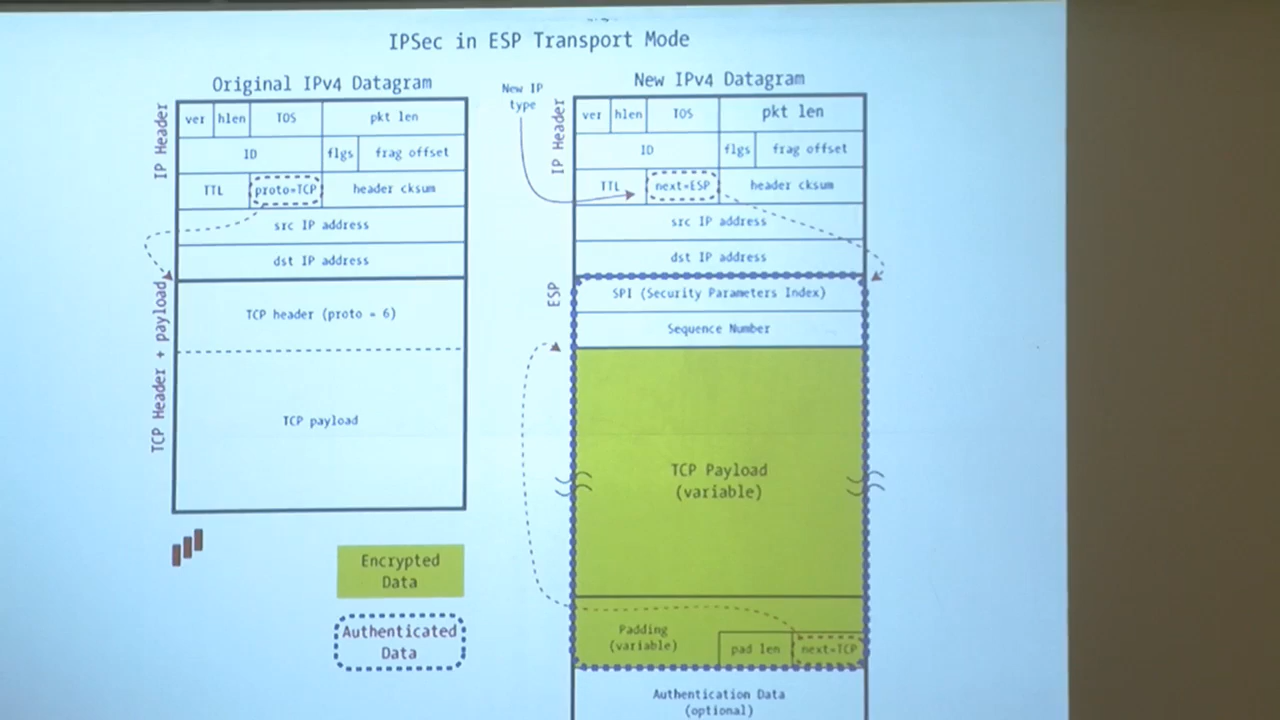 IPSec in ESP Transport Mode
Original IPv4 Datagram
IP Header
ver hlen TOS pkt len
ID flgs frag offset
TTL proto=TCP header cksum
src IP address
dst IP address
TCP Header + payload
TCP header (proto = 6)
TCP payload
Encrypted
Data
Authenticated
Data
New IP
type
New IPv4 Datagram
IP Header
ver hlen TOS pkt len
ID flgs frag offset
TTL next=ESP header cksum
src IP address
dst IP address
ESP
SPI (Security Parameters Index)
Sequence Number
TCP Payload
(variable)
Padding
(variable)
pad len next=TCP
Authentication Data
(optional)